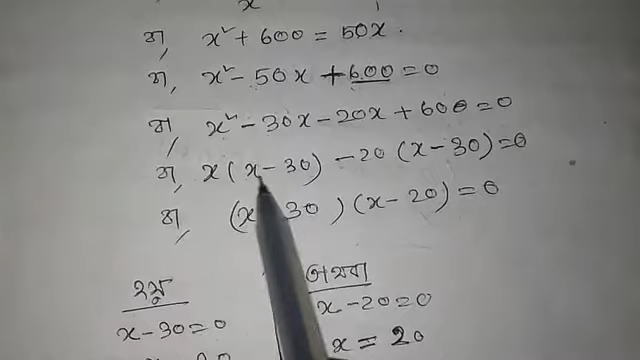 x
বা, x² + 600 = 50x.
বা, x² - 50x + 600 = 0
বা, x² - 30x - 20x + 600 = 0
বা, x (x - 30) - 20 (x - 30) = 0
বা, (x 30) (x - 20) = 0
হয় অথবা
x - 30 = 0 x - 20 = 0
x = 20